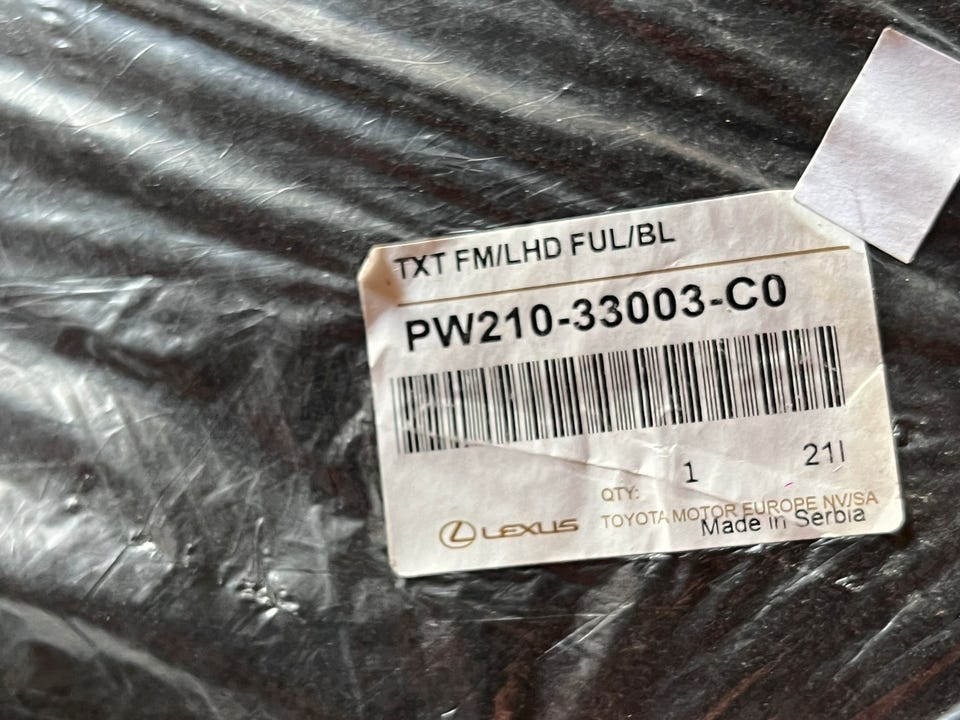 TXT FM/LHD FUL/BL
PW210-33003-C0
QTY: 1 21I
LEXUS TOYOTA MOTOR EUROPE NV/SA
Made in Serbia